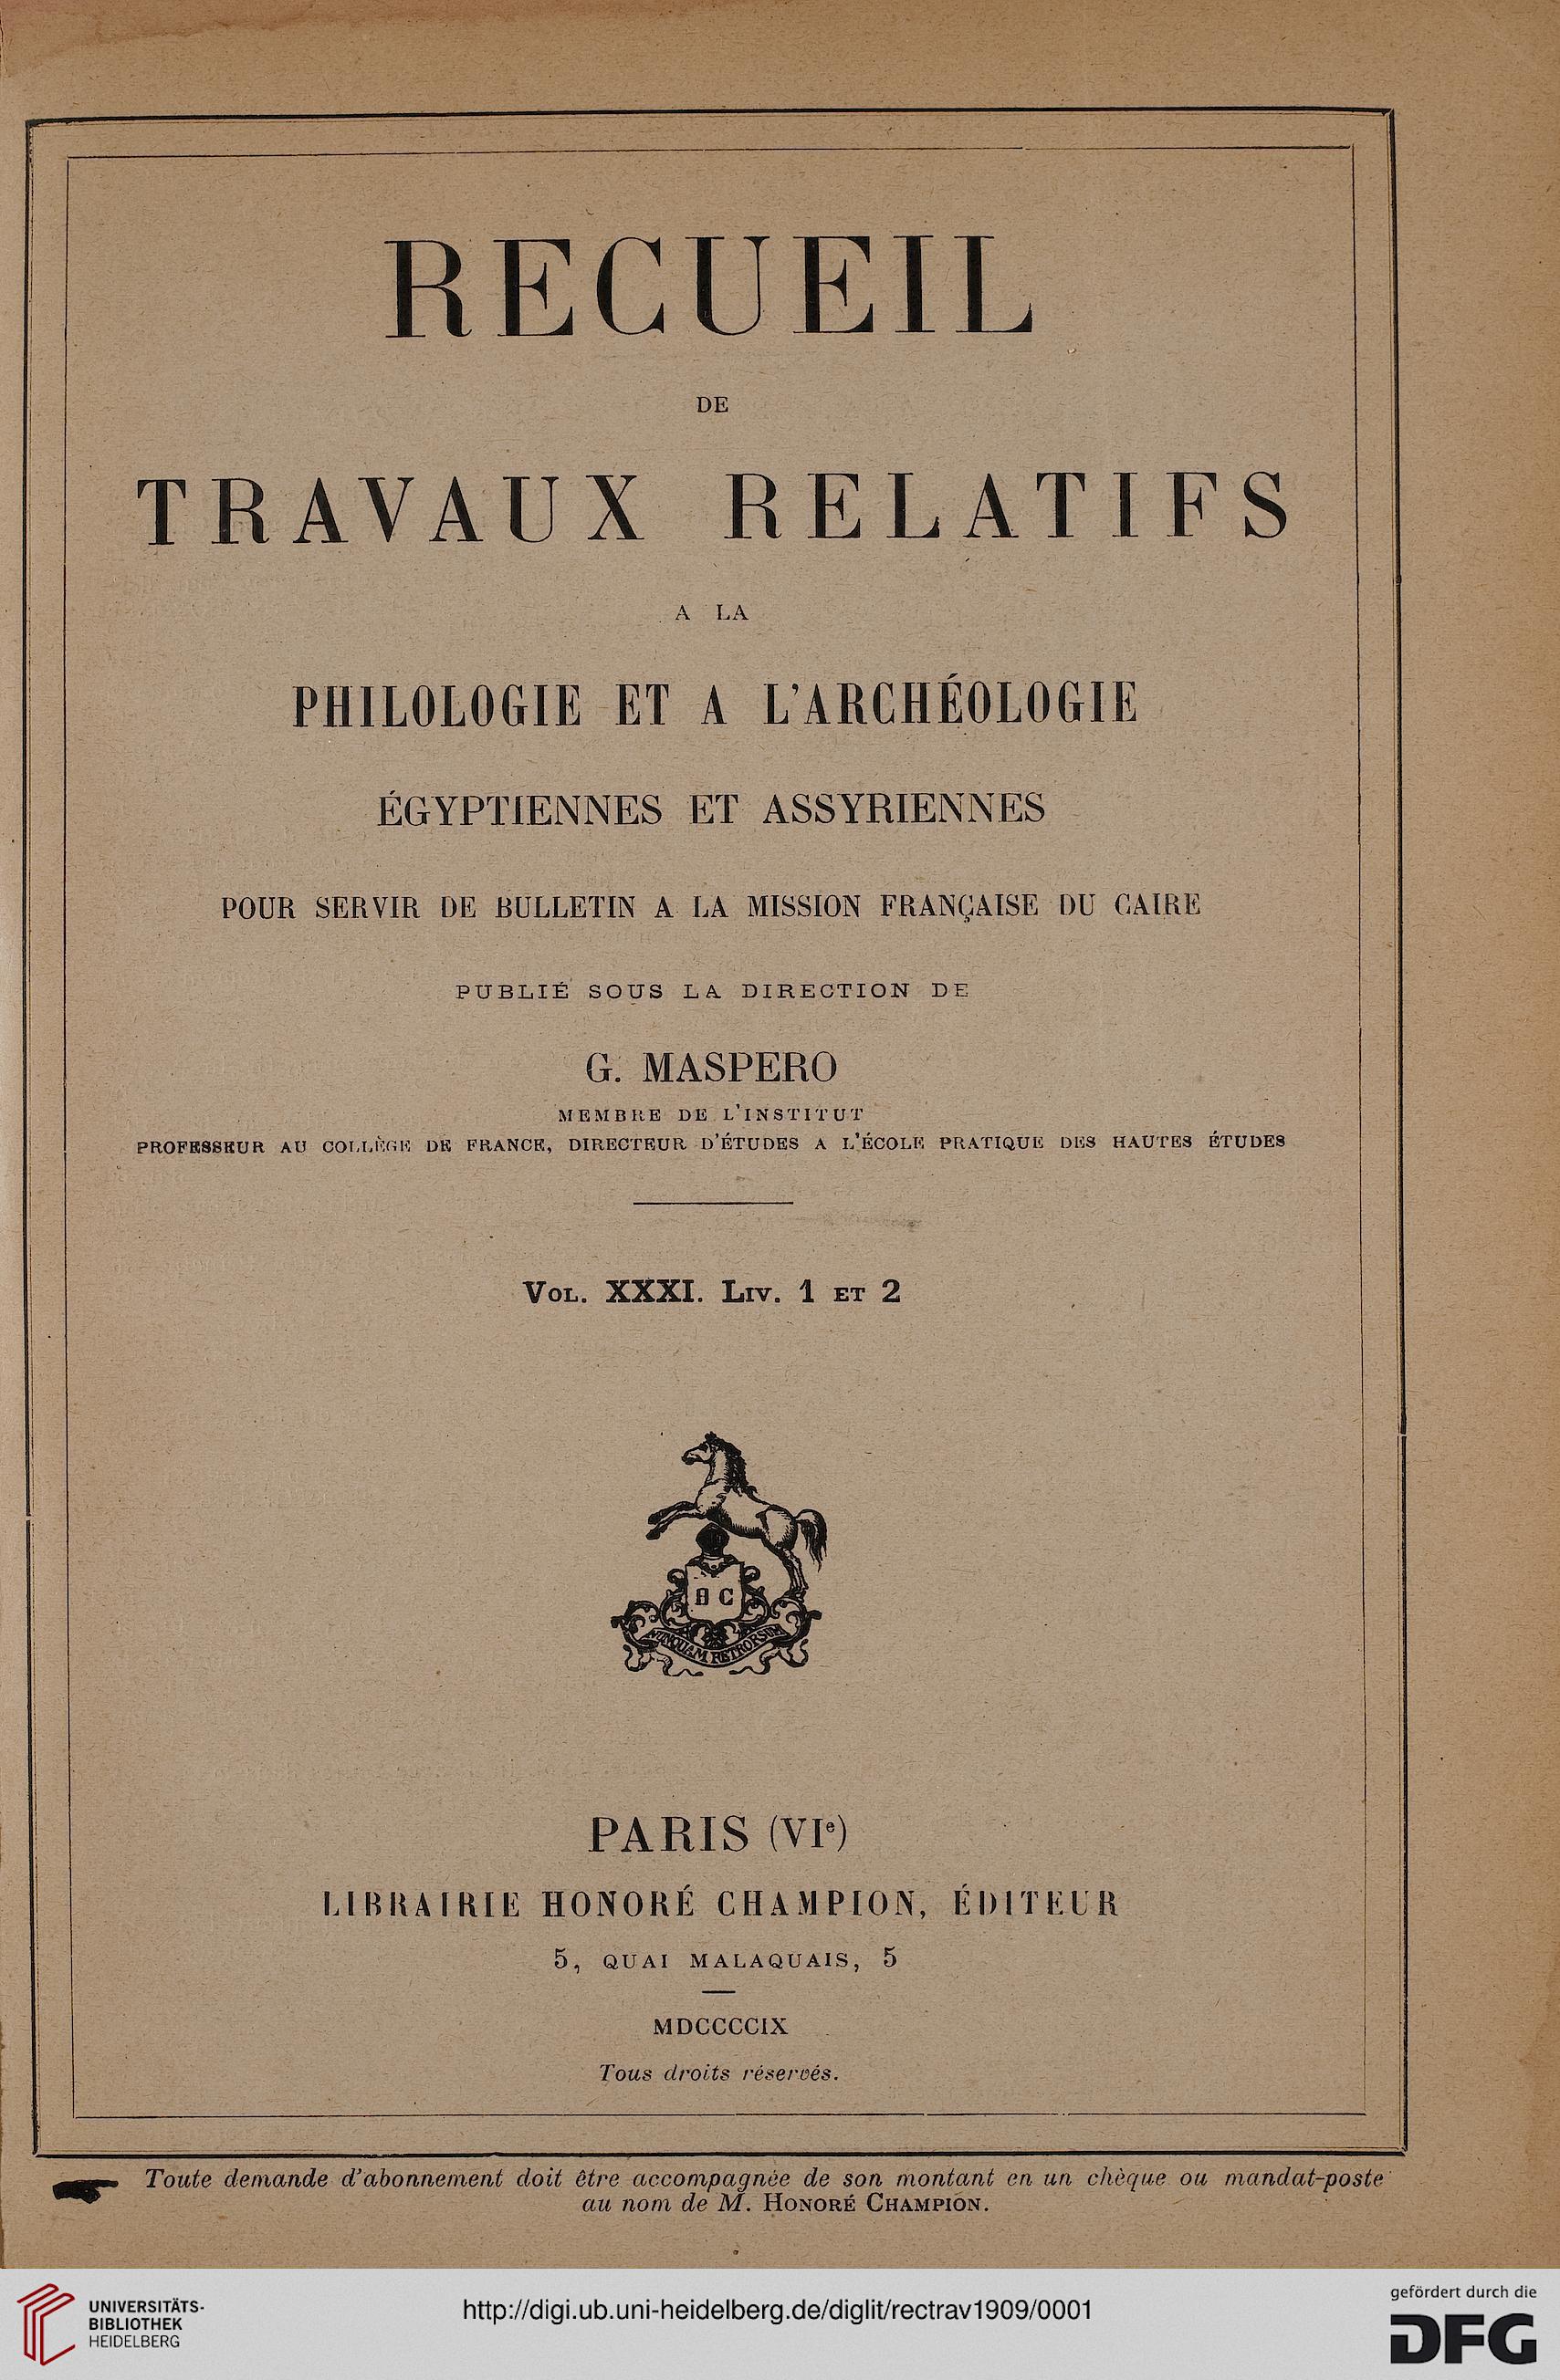 RECUEIL
DE
TRAVAUX RELATIFS
A LA
PHILOLOGIE ET A L'ARCHÉOLOGIE
ÉGYPTIENNES ET ASSYRIENNES
POUR SERVIR DE BULLETIN A LA MISSION FRANÇAISE DU CAIRE
PUBLIÉ SOUS LA DIRECTION DE
G. MASPERO
MEMBRE DE L'INSTITUT
PROFESSEUR AU COLLÈGE DE FRANCE, DIRECTEUR D'ÉTUDES A L'ÉCOLE PRATIQUE DES HAUTES ÉTUDES
VOL. XXXI. LIV. 1 ET 2
H C
NUNQUAM RETRORSUM
PARIS (VIe)
LIBRAIRIE HONORÉ CHAMPION, ÉDITEUR
5, QUAI MALAQUAIS, 5
MDCCCCIX
Tous droits réservés.
Toute demande d'abonnement doit être accompagnée de son montant en un chèque ou mandat-poste
au nom de M. HONORÉ CHAMPION.
UNIVERSITÄTS-
BIBLIOTHEK
HEIDELBERG
http://digi.ub.uni-heidelberg.de/diglit/rectrav1909/0001
gefördert durch die
DFG